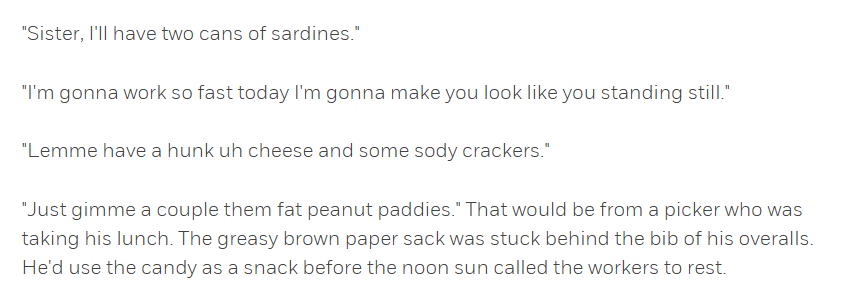 "Sister, I'll have two cans of sardines."
"I'm gonna work so fast today I'm gonna make you look like you standing still."
"Lemme have a hunk uh cheese and some sody crackers."
"Just gimme a couple them fat peanut paddies." That would be from a picker who was
taking his lunch. The greasy brown paper sack was stuck behind the bib of his overalls.
He'd use the candy as a snack before the noon sun called the workers to rest.